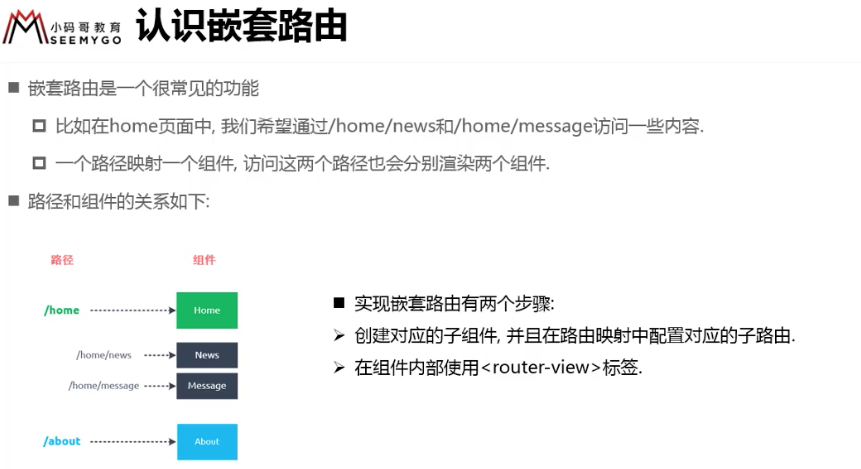 小码哥教育
SEEMYGO
认识嵌套路由
嵌套路由是一个很常见的功能
比如在home页面中, 我们希望通过/home/news和/home/message访问一些内容.
一个路径映射一个组件, 访问这两个路径也会分别渲染两个组件.
路径和组件的关系如下:
路径 组件
/home Home
/home/news News
/home/message Message
/about About
实现嵌套路由有两个步骤:
创建对应的子组件, 并且在路由映射中配置对应的子路由.
在组件内部使用<router-view>标签.